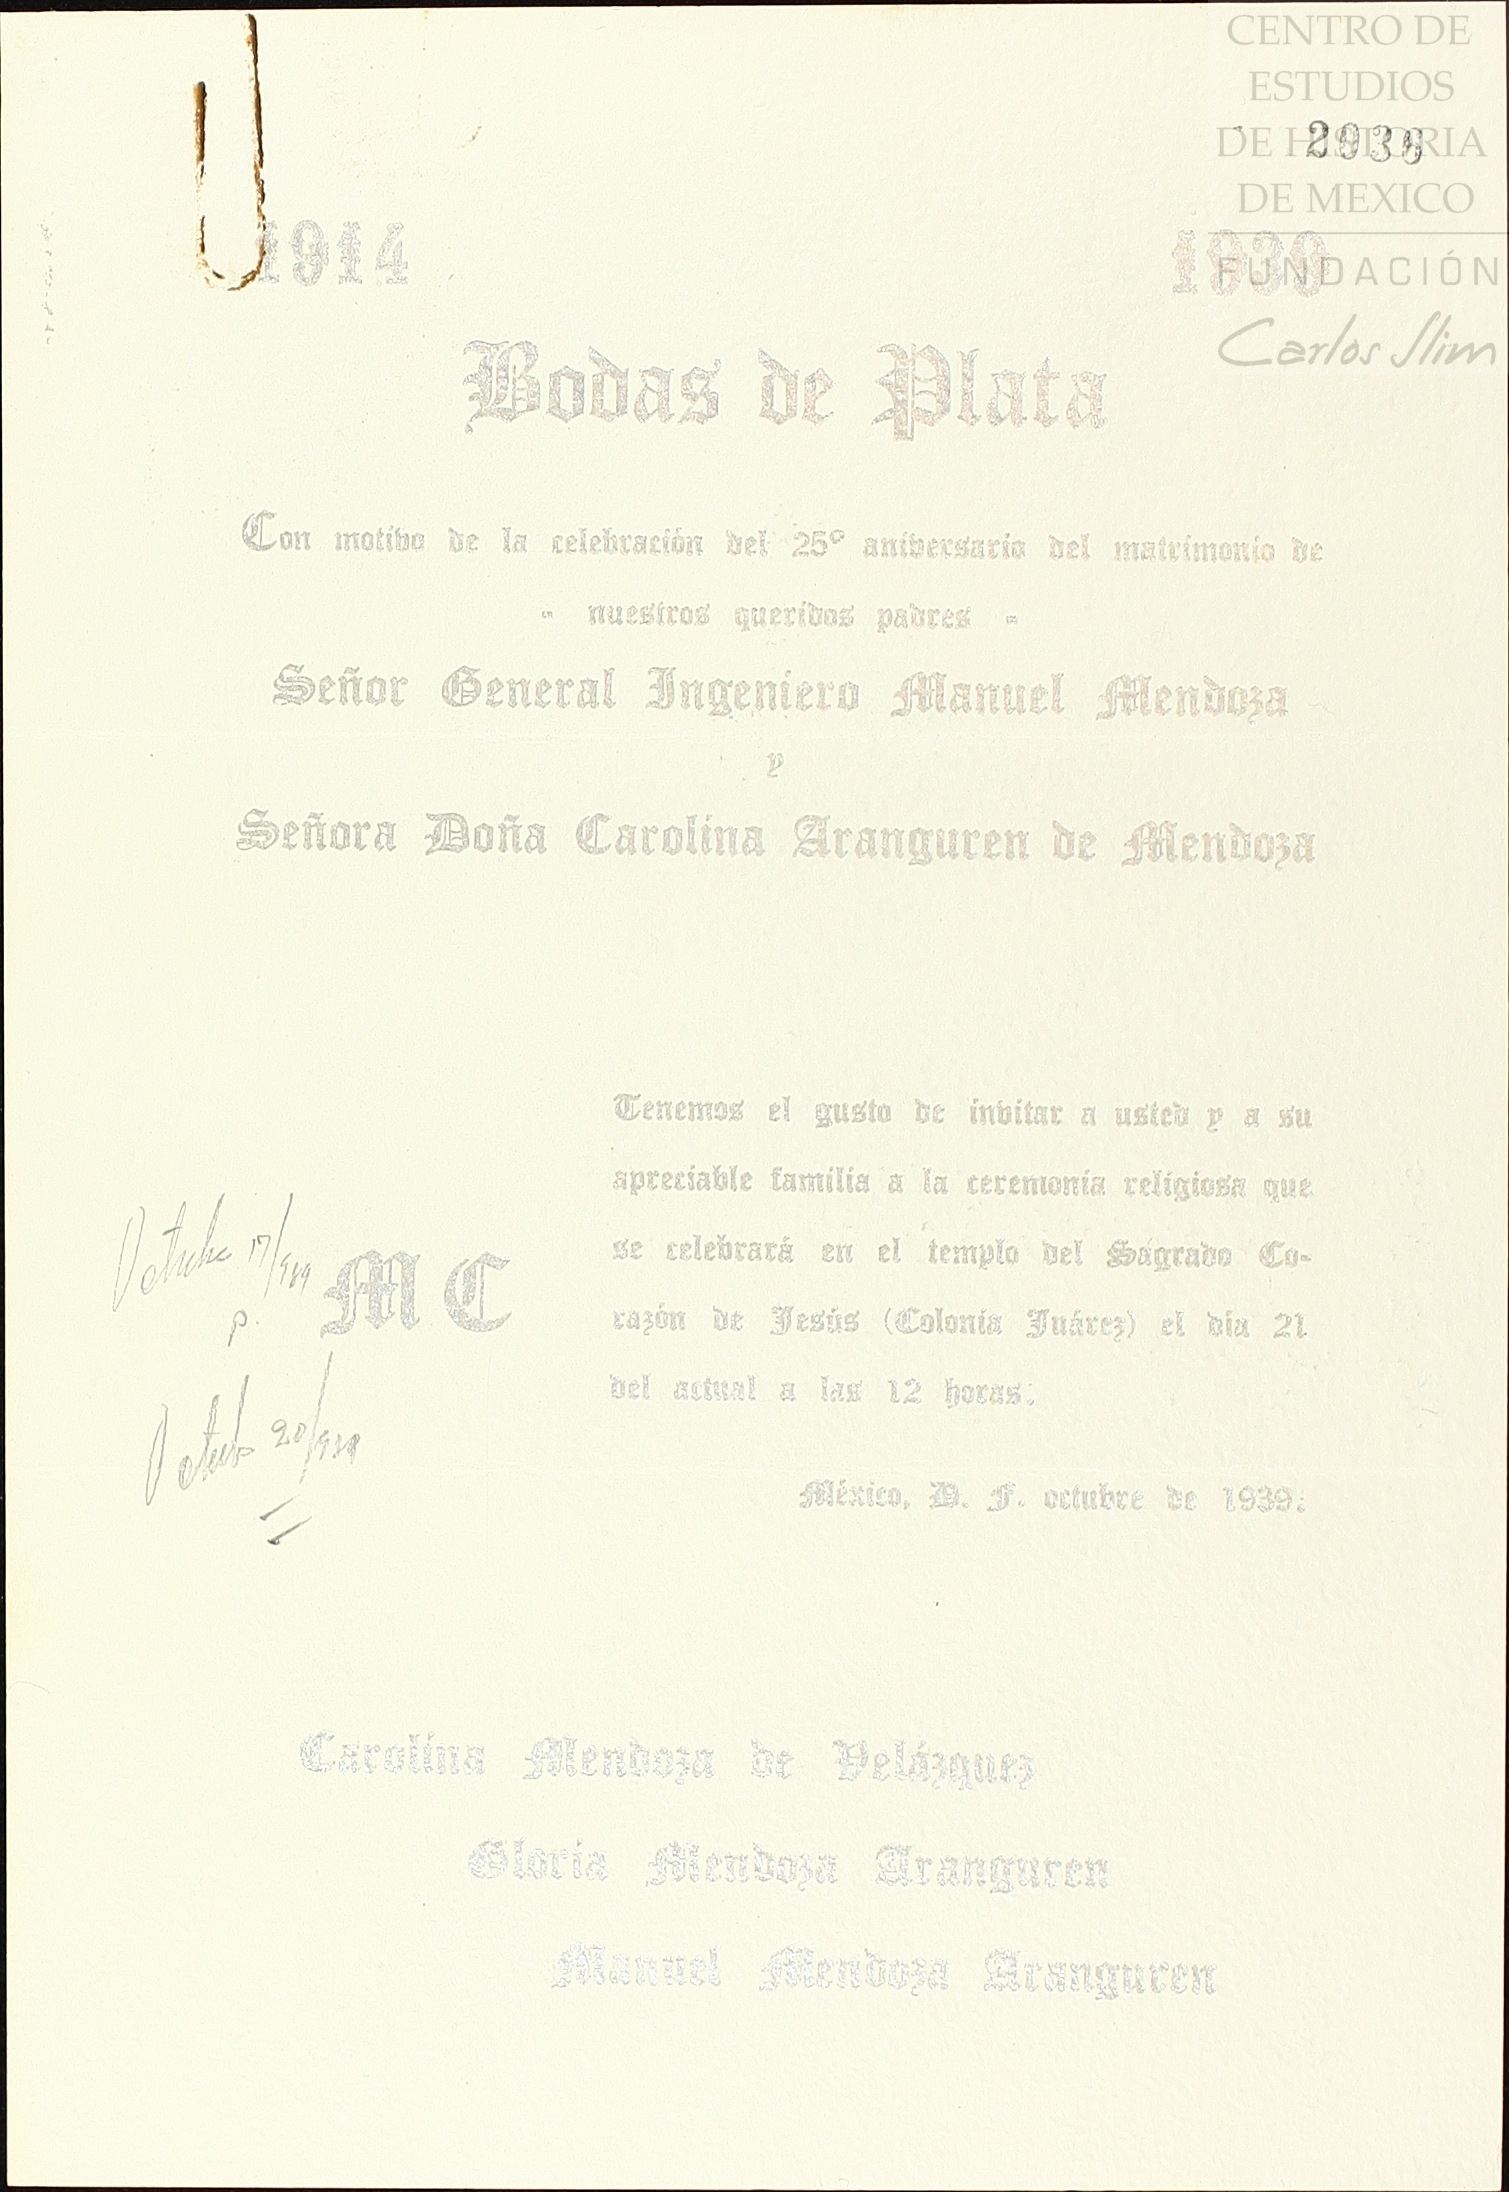 CENTRO DE
ESTUDIOS
DE HISTORIA
DE MEXICO
FUNDACIÓN
Carlos Slim
1914 1939
Bodas de Plata
Con motivo de la celebración del 25º aniversario del matrimonio de
- nuestros queridos padres -
Señor General Ingeniero Manuel Mendoza
y
Señora Doña Carolina Aranguren de Mendoza
Tenemos el gusto de invitar a usted y a su
apreciable familia a la ceremonia religiosa que
se celebrará en el templo del Sagrado Co-
razón de Jesús (Colonia Juárez) el dia 21
del actual a las 12 horas.
México, D. F. octubre de 1939.
M C
Octubre 17/939
p.
Octubre 20/939
Carolina Mendoza de Velázquez
Gloria Mendoza Aranguren
Manuel Mendoza Aranguren